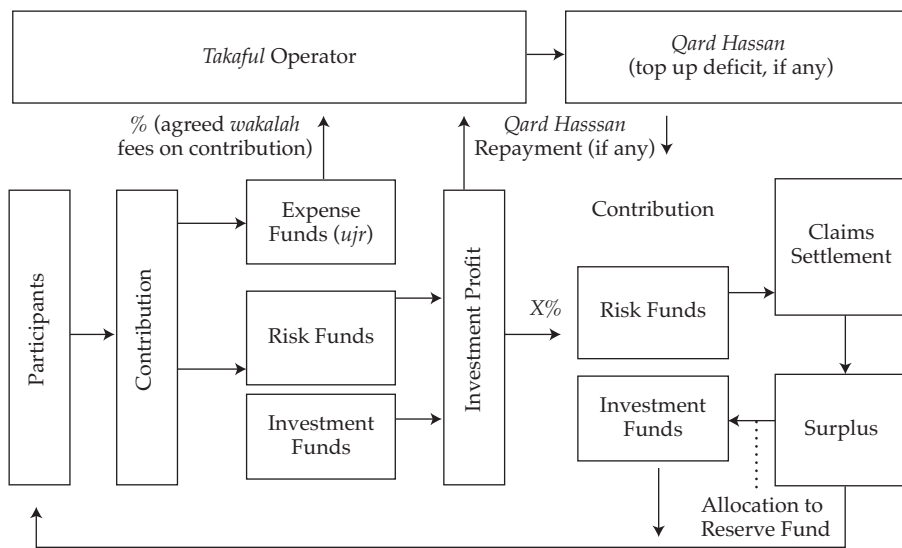 Takaful Operator
Qard Hassan
(top up deficit, if any)
% (agreed wakalah
fees on contribution)
Qard Hasssan
Repayment (if any)
Participants
Contribution
Expense
Funds (ujr)
Risk Funds
Investment
Funds
Investment Profit
X%
Contribution
Risk Funds
Investment
Funds
Claims
Settlement
Surplus
Allocation to
Reserve Fund